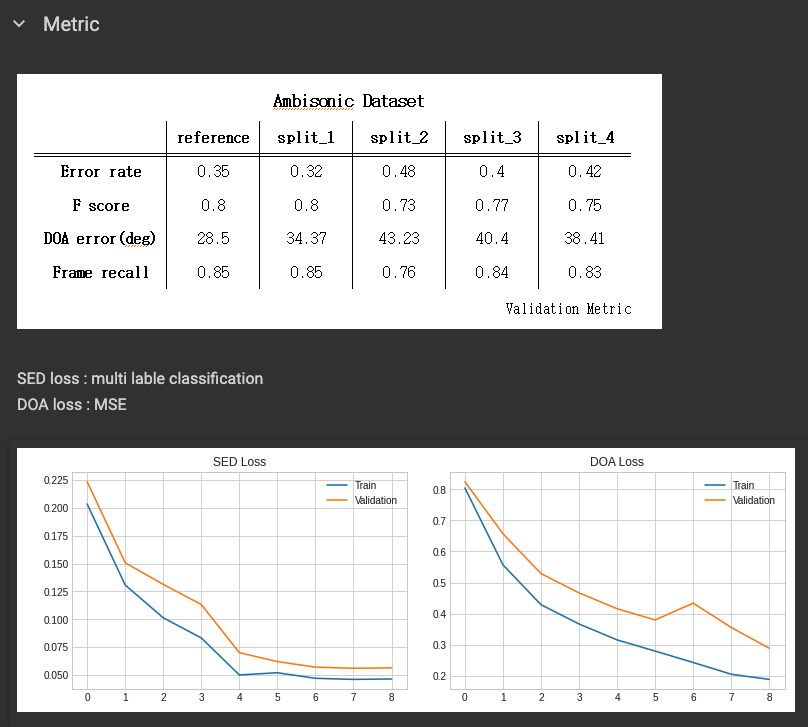 Metric
Ambisonic Dataset
reference split_1 split_2 split_3 split_4
Error rate 0.35 0.32 0.48 0.4 0.42
F score 0.8 0.8 0.73 0.77 0.75
DOA error(deg) 28.5 34.37 43.23 40.4 38.41
Frame recall 0.85 0.85 0.76 0.84 0.83
Validation Metric
SED loss : multi lable classification
DOA loss : MSE
SED Loss
Train
Validation
0.225
0.200
0.175
0.150
0.125
0.100
0.075
0.050
0 1 2 3 4 5 6 7 8
DOA Loss
Train
Validation
0.8
0.7
0.6
0.5
0.4
0.3
0.2
0 1 2 3 4 5 6 7 8